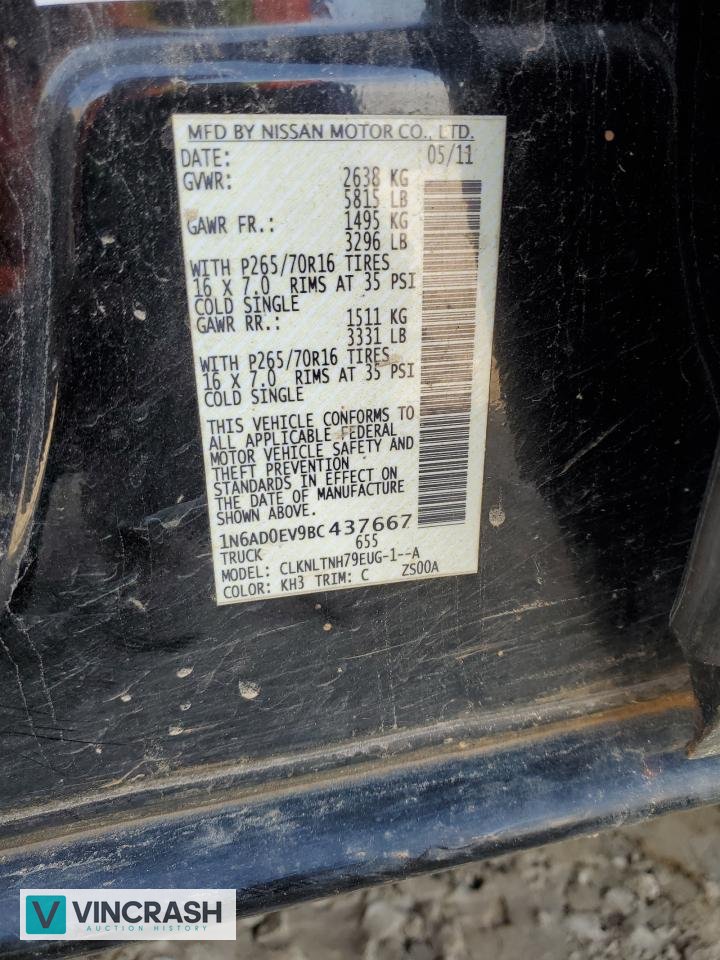 MFD BY NISSAN MOTOR CO., LTD.
DATE: 05/11
GVWR: 2638 KG
5815 LB
GAWR FR.: 1495 KG
3296 LB
WITH P265/70R16 TIRES
16 X 7.0 RIMS AT 35 PSI
COLD SINGLE
GAWR RR.: 1511 KG
3331 LB
WITH P265/70R16 TIRES
16 X 7.0 RIMS AT 35 PSI
COLD SINGLE
THIS VEHICLE CONFORMS TO
ALL APPLICABLE FEDERAL
MOTOR VEHICLE SAFETY AND
THEFT PREVENTION
STANDARDS IN EFFECT ON
THE DATE OF MANUFACTURE
SHOWN ABOVE.
1N6AD0EV9BC437667
TRUCK 655
MODEL: CLKNLTNH79EUG-1--A
COLOR: KH3 TRIM: C ZS00A
V VINCRASH
AUCTION HISTORY